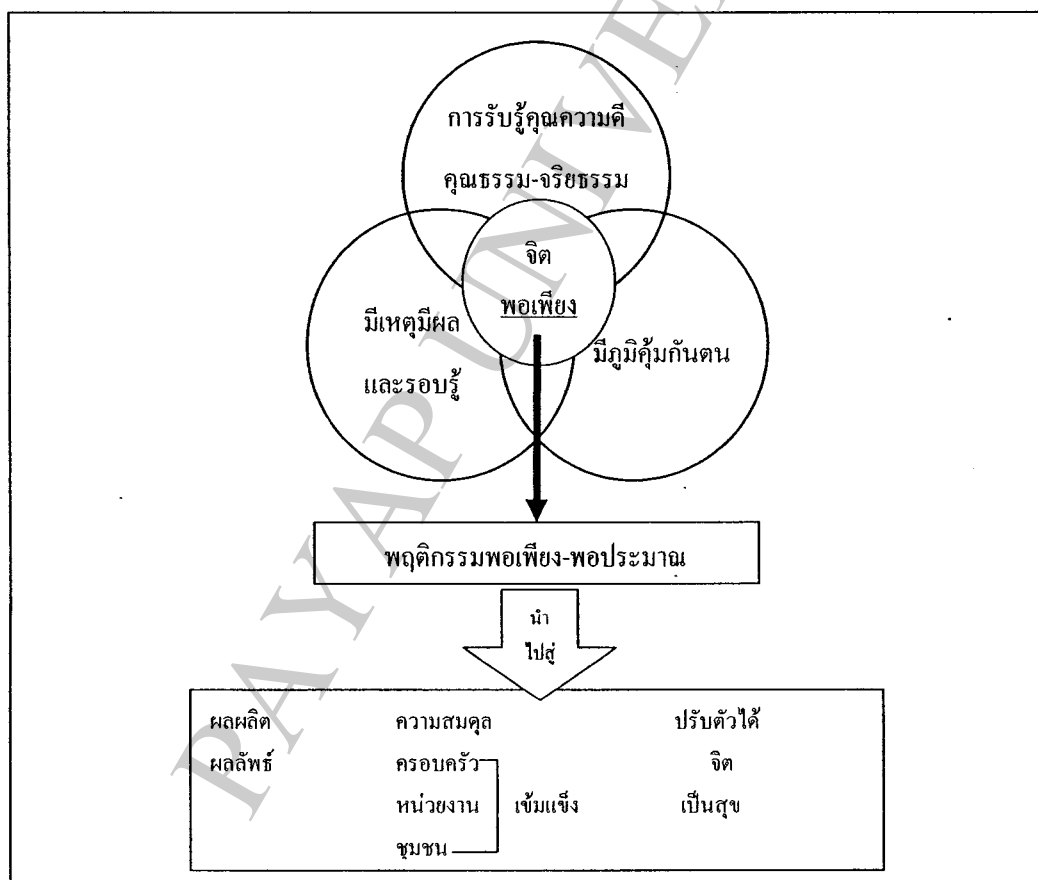 การรับรู้คุณความดี
คุณธรรม-จริยธรรม
จิต
พอเพียง
มีเหตุมีผล
และรอบรู้
มีภูมิคุ้มกันตน
พฤติกรรมพอเพียง-พอประมาณ
นำ
ไปสู่
ผลผลิต ความสมดุล ปรับตัวได้
ผลลัพธ์ ครอบครัว จิต
หน่วยงาน เข้มแข็ง เป็นสุข
ชุมชน
PAYAP UNIVE